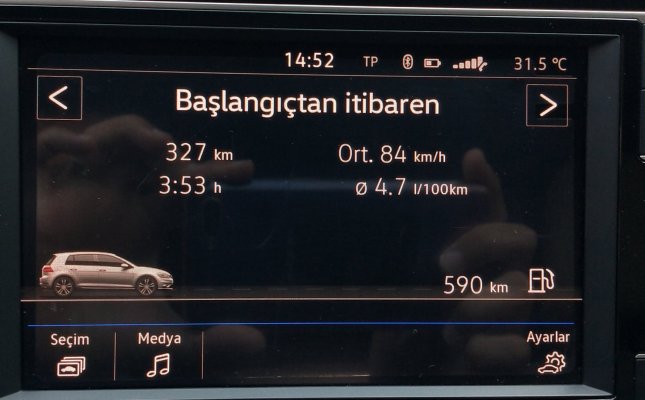 14:52 TP 31.5 °C
Başlangıçtan itibaren
327 km Ort. 84 km/h
3:53 h Ø 4.7 l/100km
590 km
Seçim Medya Ayarlar